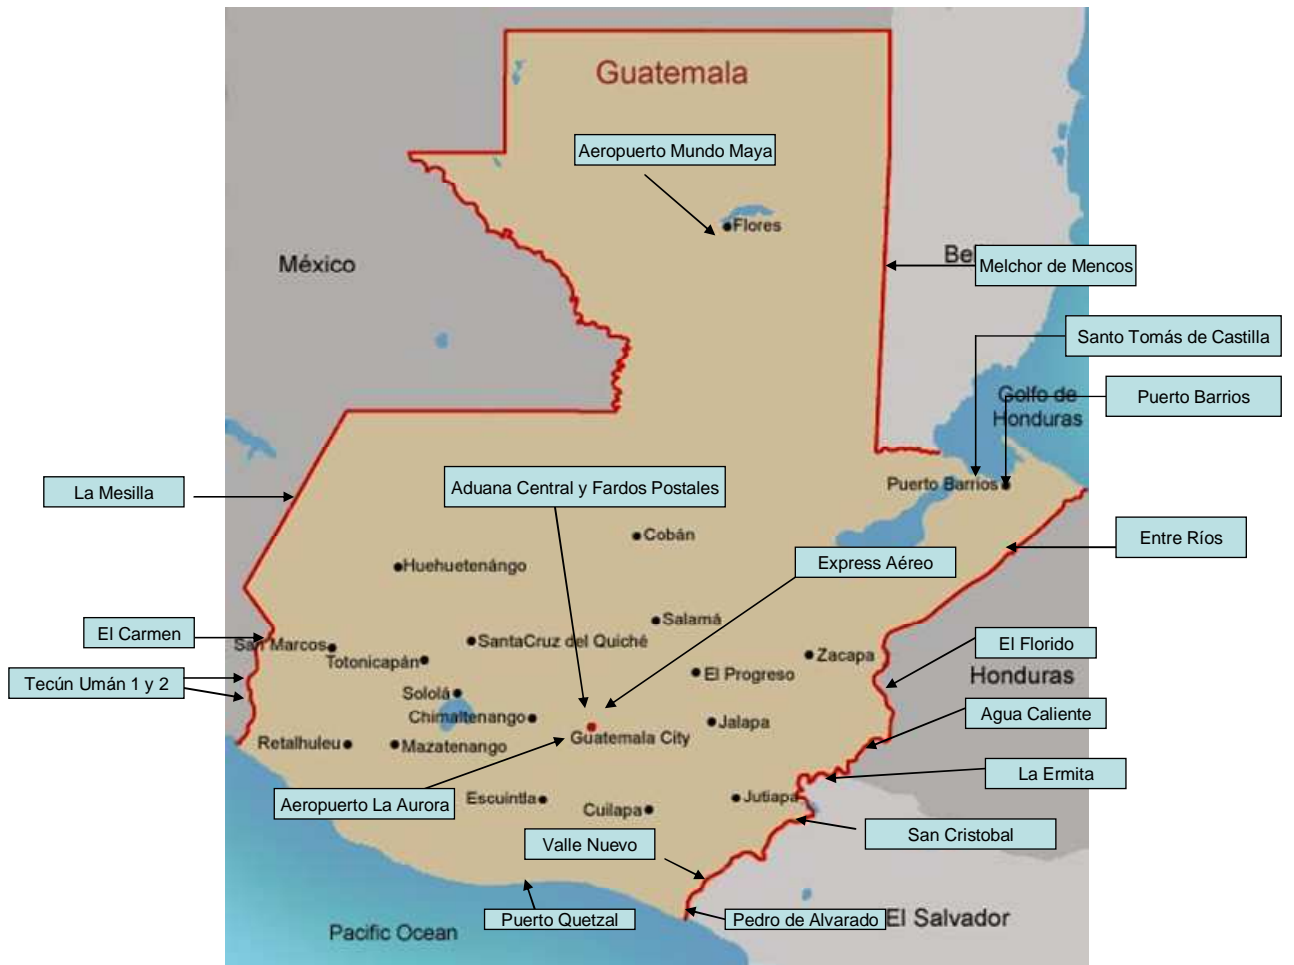 Guatemala
Aeropuerto Mundo Maya
Flores
México
Be
Melchor de Mencos
Santo Tomás de Castilla
Golfo de
Honduras
Puerto Barrios
La Mesilla
Aduana Central y Fardos Postales
Puerto Barrios
Cobán
Entre Ríos
Huehuetenángo
Express Aéreo
El Carmen
San Marcos
Salamá
SantaCruz del Quiché
El Florido
Totonicapán
Zacapa
Tecún Umán 1 y 2
El Progreso
Honduras
Sololá
Chimaltenango
Jalapa
Agua Caliente
Guatemala City
Retalhuleu
Mazatenango
La Ermita
Aeropuerto La Aurora
Escuintla
Cuilapa
Jutiapa
San Cristobal
Valle Nuevo
Puerto Quetzal
Pedro de Alvarado
El Salvador
Pacific Ocean